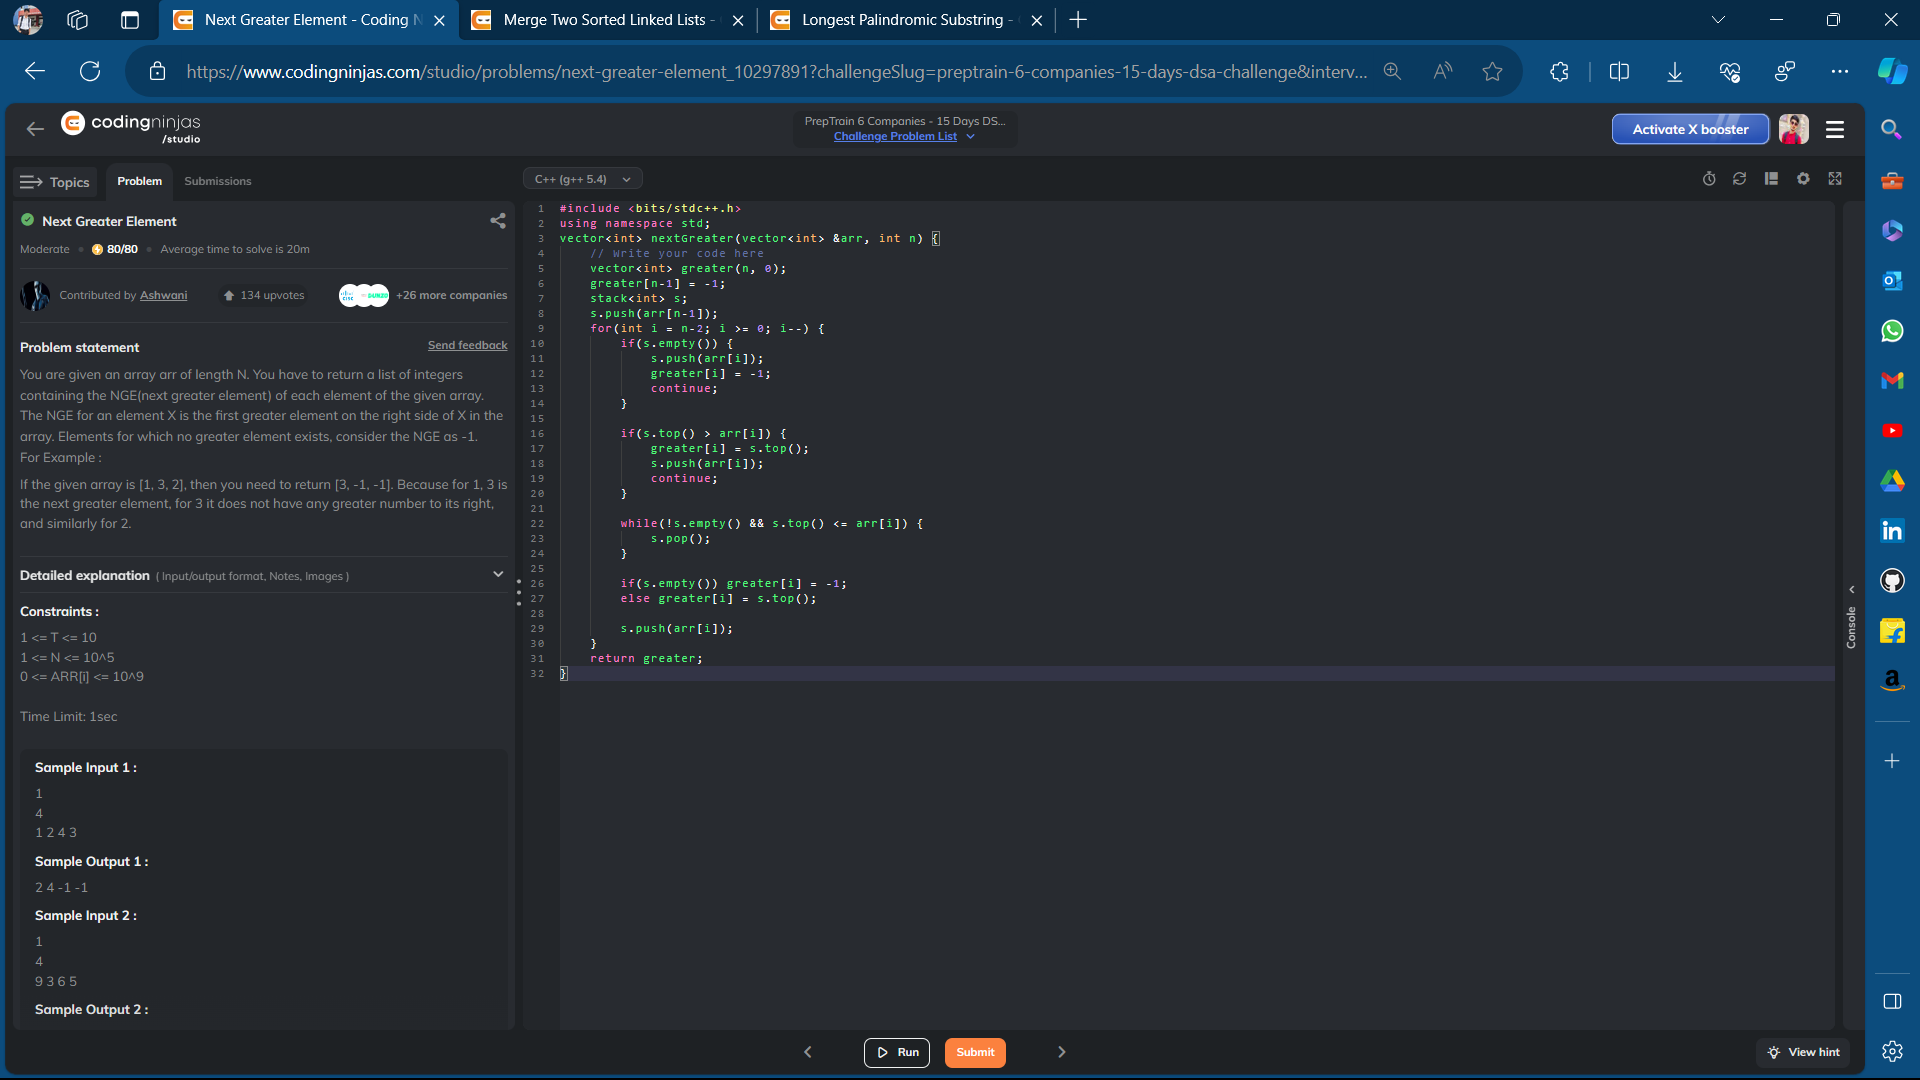 Next Greater Element - Coding N
Merge Two Sorted Linked Lists -
Longest Palindromic Substring -
https://www.codingninjas.com/studio/problems/next-greater-element_10297891?challengeSlug=preptrain-6-companies-15-days-dsa-challenge&interv...
codingninjas
/studio
PrepTrain 6 Companies - 15 Days DS...
Challenge Problem List
Activate X booster
Topics
Problem
Submissions
Next Greater Element
Moderate • 80/80 • Average time to solve is 20m
Contributed by Ashwani
134 upvotes
+26 more companies
Problem statement
Send feedback
You are given an array arr of length N. You have to return a list of integers
containing the NGE(next greater element) of each element of the given array.
The NGE for an element X is the first greater element on the right side of X in the
array. Elements for which no greater element exists, consider the NGE as -1.
For Example :
If the given array is [1, 3, 2], then you need to return [3, -1, -1]. Because for 1, 3 is
the next greater element, for 3 it does not have any greater number to its right,
and similarly for 2.
Detailed explanation ( Input/output format, Notes, Images )
Constraints :
1 <= T <= 10
1 <= N <= 10^5
0 <= ARR[i] <= 10^9
Time Limit: 1sec
Sample Input 1 :
1
4
1 2 4 3
Sample Output 1 :
2 4 -1 -1
Sample Input 2 :
1
4
9 3 6 5
Sample Output 2 :
C++ (g++ 5.4)
1 #include <bits/stdc++.h>
2 using namespace std;
3 vector<int> nextGreater(vector<int> &arr, int n) {
4 // Write your code here
5 vector<int> greater(n, 0);
6 greater[n-1] = -1;
7 stack<int> s;
8 s.push(arr[n-1]);
9 for(int i = n-2; i >= 0; i--) {
10 if(s.empty()) {
11 s.push(arr[i]);
12 greater[i] = -1;
13 continue;
14 }
15
16 if(s.top() > arr[i]) {
17 greater[i] = s.top();
18 s.push(arr[i]);
19 continue;
20 }
21
22 while(!s.empty() && s.top() <= arr[i]) {
23 s.pop();
24 }
25
26 if(s.empty()) greater[i] = -1;
27 else greater[i] = s.top();
28
29 s.push(arr[i]);
30 }
31 return greater;
32 }
Console
Run
Submit
View hint